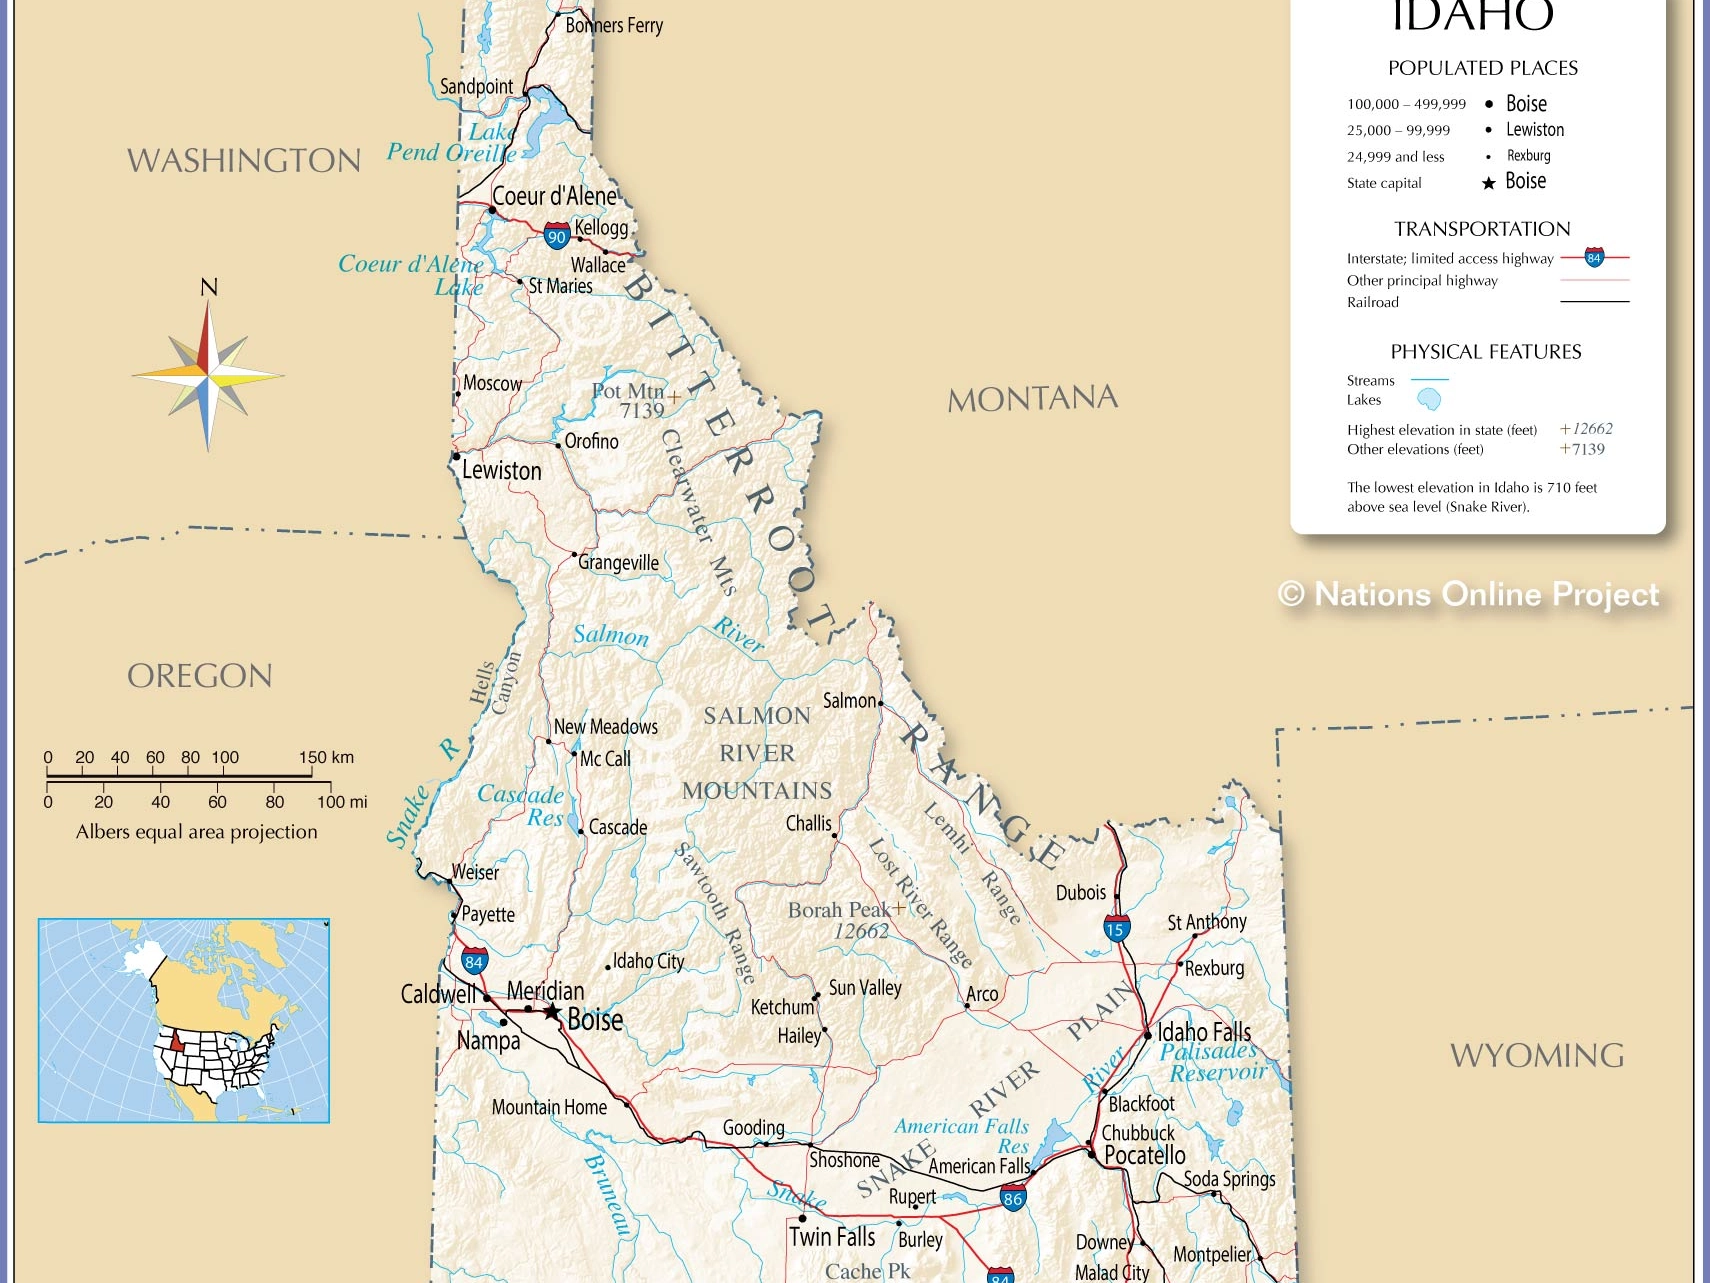 IDAHO
POPULATED PLACES
100,000 – 499,999 Boise
25,000 – 99,999 Lewiston
24,999 and less Rexburg
State capital Boise
TRANSPORTATION
Interstate; limited access highway 84
Other principal highway
Railroad
PHYSICAL FEATURES
Streams
Lakes
Highest elevation in state (feet) +12662
Other elevations (feet) +7139
The lowest elevation in Idaho is 710 feet
above sea level (Snake River).
© Nations Online Project
WASHINGTON
OREGON
MONTANA
WYOMING
N
0 20 40 60 80 100 150 km
0 20 40 60 80 100 mi
Albers equal area projection
Bonners Ferry
Sandpoint
Lake
Pend Oreille
Coeur d'Alene
90
Kellogg
Wallace
Coeur d'Alene
Lake
St Maries
BITTERROOT
RANGE
Moscow
Pot Mtn
7139
Orofino
Lewiston
Clearwater Mts
Grangeville
Salmon River
Hells
Canyon
Salmon
SALMON
RIVER
MOUNTAINS
New Meadows
Mc Call
Snake R
Cascade
Res
Cascade
Challis
Lemhi Range
Lost River Range
Sawtooth Range
Weiser
Payette
Borah Peak
12662
Dubois
15
St Anthony
Rexburg
84
Idaho City
Caldwell
Meridian
Boise
Nampa
Sun Valley
Ketchum
Hailey
Arco
SNAKE RIVER PLAIN
Idaho Falls
Palisades
Reservoir
River
Blackfoot
Mountain Home
Gooding
Shoshone
American Falls
Res
American Falls
Chubbuck
Pocatello
Soda Springs
86
Bruneau
Snake
Rupert
Twin Falls
Burley
Downey
Montpelier
Cache Pk
84
Malad City